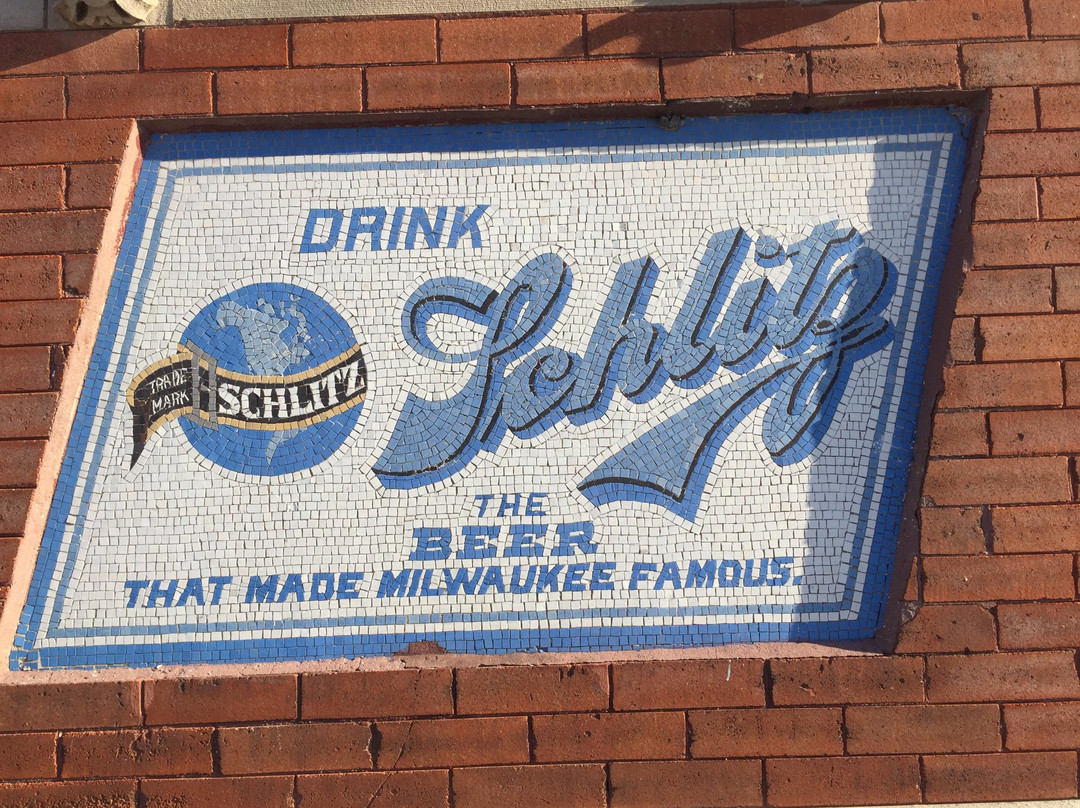 DRINK
Schlitz
TRADE
MARK
SCHLITZ
THE
BEER
THAT MADE MILWAUKEE FAMOUS.